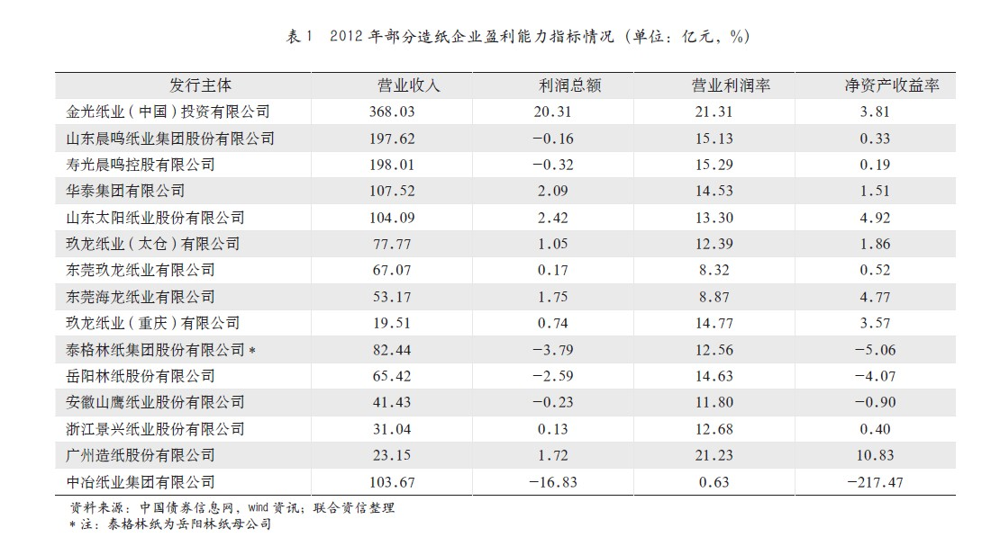 表1 2012 年部分造纸企业盈利能力指标情况（单位：亿元，%）
发行主体 营业收入 利润总额 营业利润率 净资产收益率
金光纸业（中国）投资有限公司 368.03 20.31 21.31 3.81
山东晨鸣纸业集团股份有限公司 197.62 −0.16 15.13 0.33
寿光晨鸣控股有限公司 198.01 −0.32 15.29 0.19
华泰集团有限公司 107.52 2.09 14.53 1.51
山东太阳纸业股份有限公司 104.09 2.42 13.30 4.92
玖龙纸业（太仓）有限公司 77.77 1.05 12.39 1.86
东莞玖龙纸业有限公司 67.07 0.17 8.32 0.52
东莞海龙纸业有限公司 53.17 1.75 8.87 4.77
玖龙纸业（重庆）有限公司 19.51 0.74 14.77 3.57
泰格林纸集团股份有限公司* 82.44 −3.79 12.56 −5.06
岳阳林纸股份有限公司 65.42 −2.59 14.63 −4.07
安徽山鹰纸业股份有限公司 41.43 −0.23 11.80 −0.90
浙江景兴纸业股份有限公司 31.04 0.13 12.68 0.40
广州造纸股份有限公司 23.15 1.72 21.23 10.83
中冶纸业集团有限公司 103.67 −16.83 0.63 −217.47
资料来源：中国债券信息网，wind 资讯；联合资信整理
*注：泰格林纸为岳阳林纸母公司